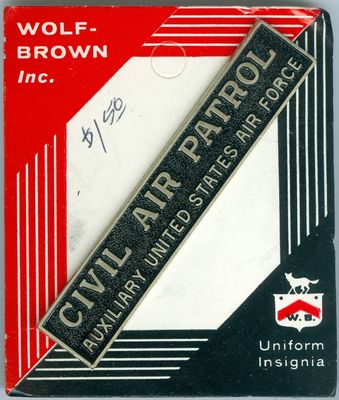 WOLF-
BROWN
Inc.
$1.50
CIVIL AIR PATROL
AUXILIARY UNITED STATES AIR FORCE
W.B.
Uniform
Insignia